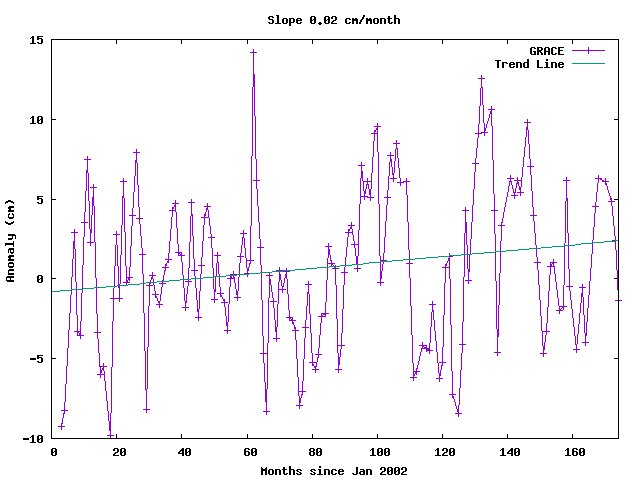 Slope 0.02 cm/month
15
GRACE
Trend Line
10
5
Anomaly (cm)
0
-5
-10
0 20 40 60 80 100 120 140 160
Months since Jan 2002